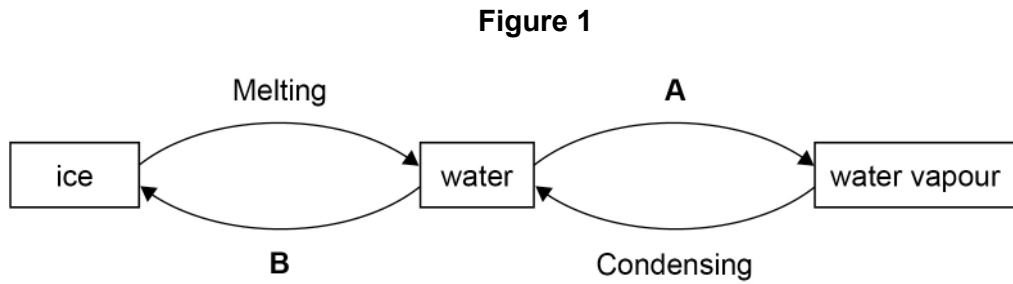 Figure 1
Melting
A
ice
water
water vapour
B
Condensing